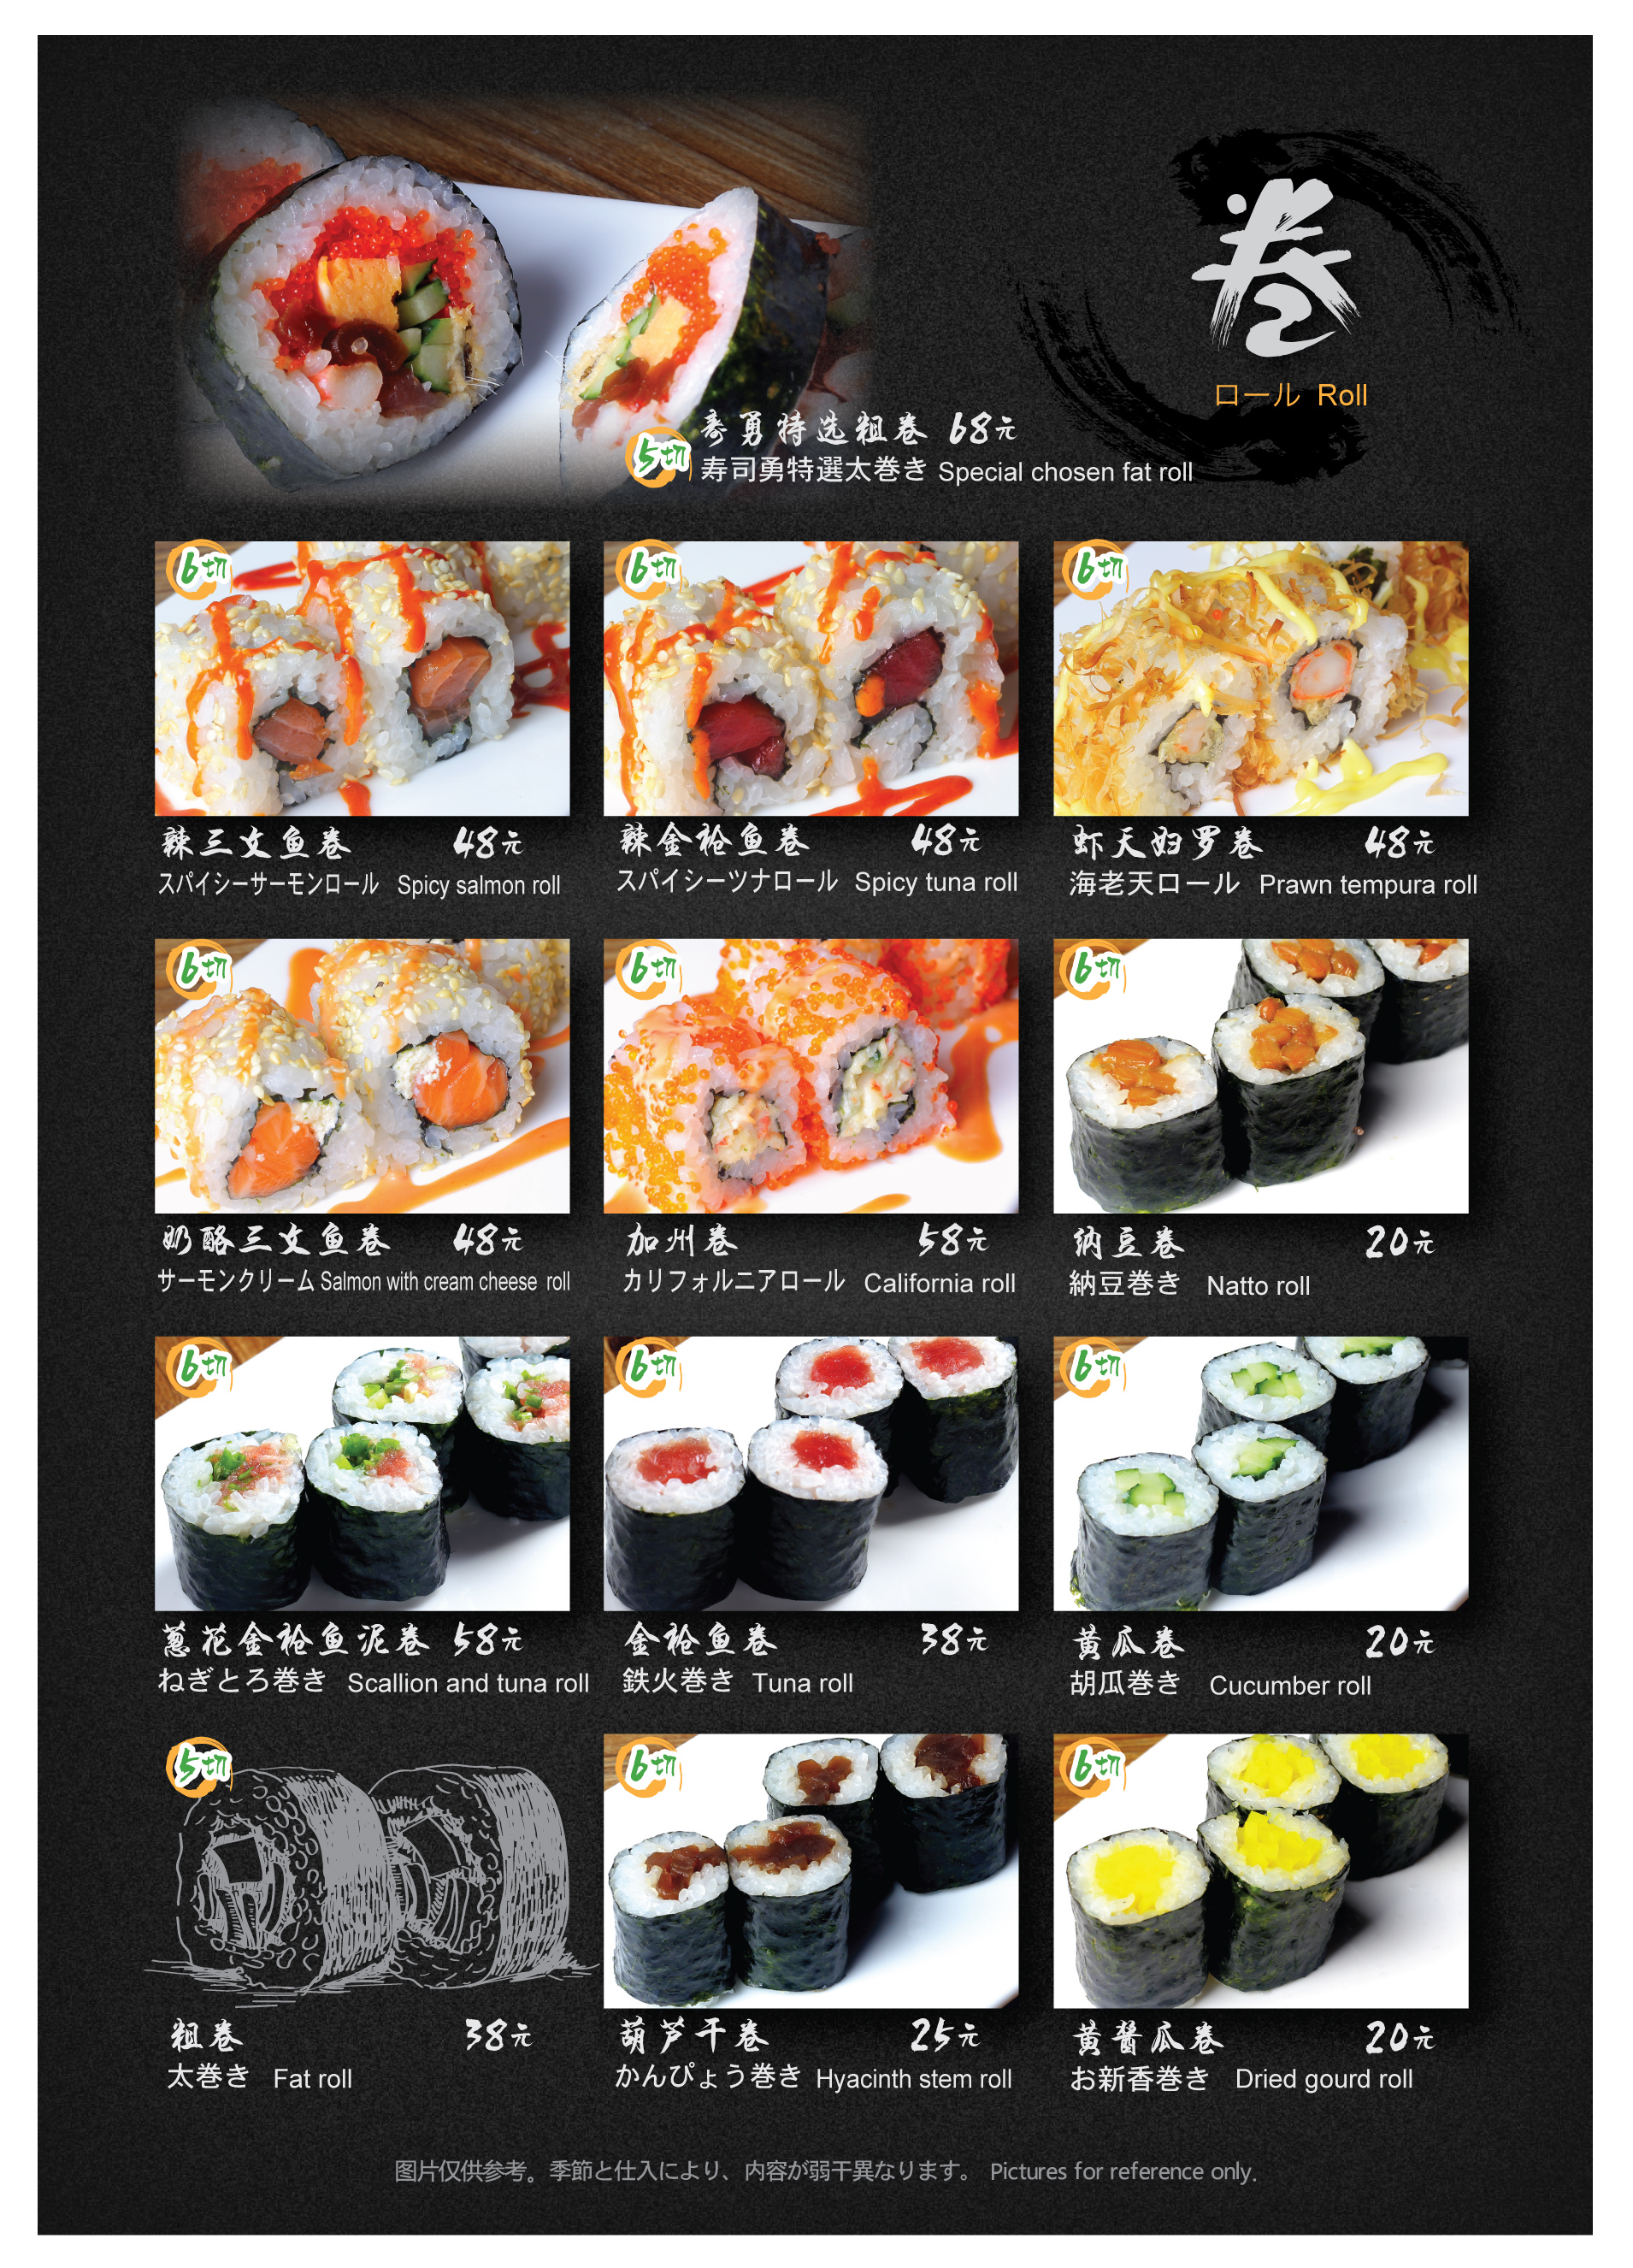 卷
ロール Roll
5切
寿勇特选粗卷 68元
寿司勇特選太巻き Special chosen fat roll
6切
6切
6切
辣三文鱼卷 48元
スパイシーサーモンロール Spicy salmon roll
辣金枪鱼卷 48元
スパイシーツナロール Spicy tuna roll
虾天妇罗卷 48元
海老天ロール Prawn tempura roll
6切
6切
6切
奶酪三文鱼卷 48元
サーモンクリーム Salmon with cream cheese roll
加州卷 58元
カリフォルニアロール California roll
纳豆卷 20元
納豆巻き Natto roll
6切
6切
6切
葱花金枪鱼泥卷 58元
ねぎとろ巻き Scallion and tuna roll
金枪鱼卷 38元
鉄火巻き Tuna roll
黄瓜卷 20元
胡瓜巻き Cucumber roll
5切
6切
6切
粗卷 38元
太巻き Fat roll
葫芦干卷 25元
かんぴょう巻き Hyacinth stem roll
黄酱瓜卷 20元
お新香巻き Dried gourd roll
图片仅供参考。季節と仕入により、内容が弱干異なります。 Pictures for reference only.